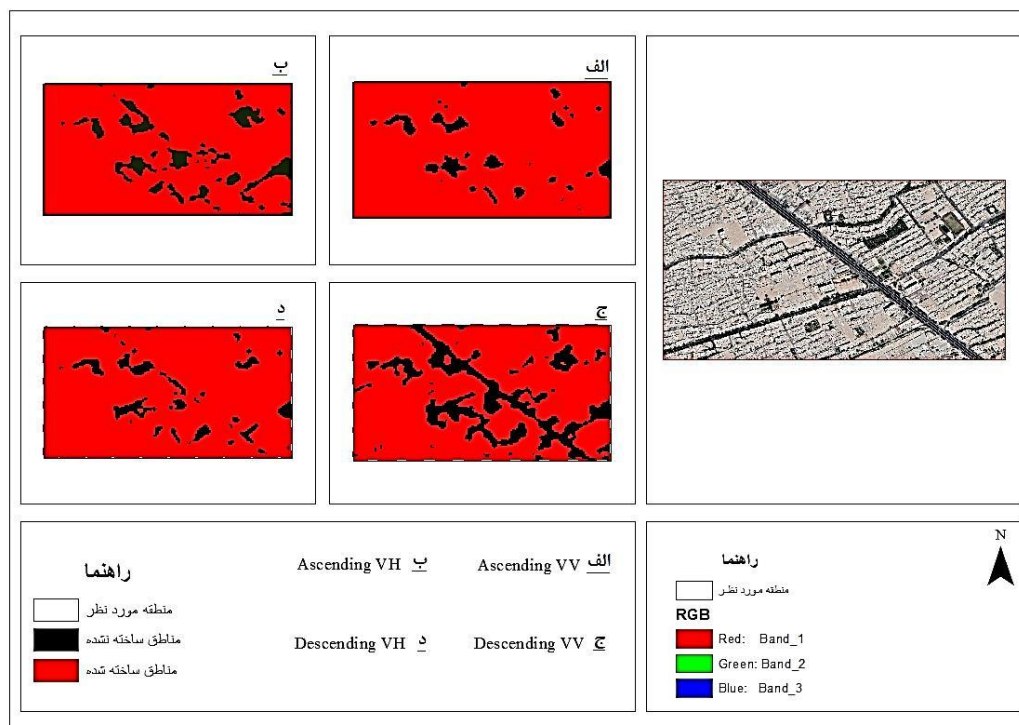 الف
ب
ج
د
راهنما
منطقه مورد نظر
مناطق ساخته نشده
مناطق ساخته شده
الف Ascending VV
ب Ascending VH
ج Descending VV
د Descending VH
N
راهنما
منطقه مورد نظر
RGB
Red: Band_1
Green: Band_2
Blue: Band_3